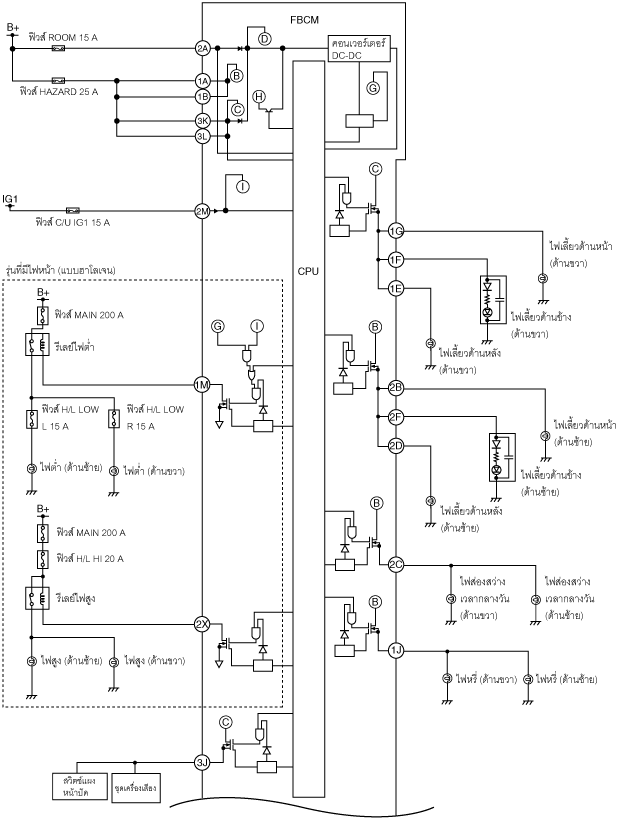 FBCM
B+
ฟิวส์ ROOM 15 A
2A
D
คอนเวอร์เตอร์
DC-DC
1A
B
G
ฟิวส์ HAZARD 25 A
1B
H
C
3K
3L
IG1
I
2M
ฟิวส์ C/U IG1 15 A
C
CPU
1G
ไฟเลี้ยวด้านหน้า
(ด้านขวา)
1F
1E
ไฟเลี้ยวด้านข้าง
(ด้านขวา)
ไฟเลี้ยวด้านหลัง
(ด้านขวา)
รุ่นที่มีไฟหน้า (แบบฮาโลเจน)
B+
ฟิวส์ MAIN 200 A
รีเลย์ไฟต่ำ
G
I
B
1M
2B
ฟิวส์ H/L LOW
L 15 A
ฟิวส์ H/L LOW
R 15 A
2F
ไฟเลี้ยวด้านหน้า
(ด้านซ้าย)
2D
ไฟต่ำ (ด้านซ้าย)
ไฟต่ำ (ด้านขวา)
ไฟเลี้ยวด้านข้าง
(ด้านซ้าย)
ไฟเลี้ยวด้านหลัง
(ด้านซ้าย)
B+
B
ฟิวส์ MAIN 200 A
ฟิวส์ H/L HI 20 A
2C
รีเลย์ไฟสูง
ไฟส่องสว่าง
เวลากลางวัน
(ด้านขวา)
ไฟส่องสว่าง
เวลากลางวัน
(ด้านซ้าย)
B
2X
1J
ไฟสูง (ด้านซ้าย)
ไฟสูง (ด้านขวา)
ไฟหรี่ (ด้านขวา)
ไฟหรี่ (ด้านซ้าย)
C
3J
สวิตช์แผง
หน้าปัด
ชุดเครื่องเสียง